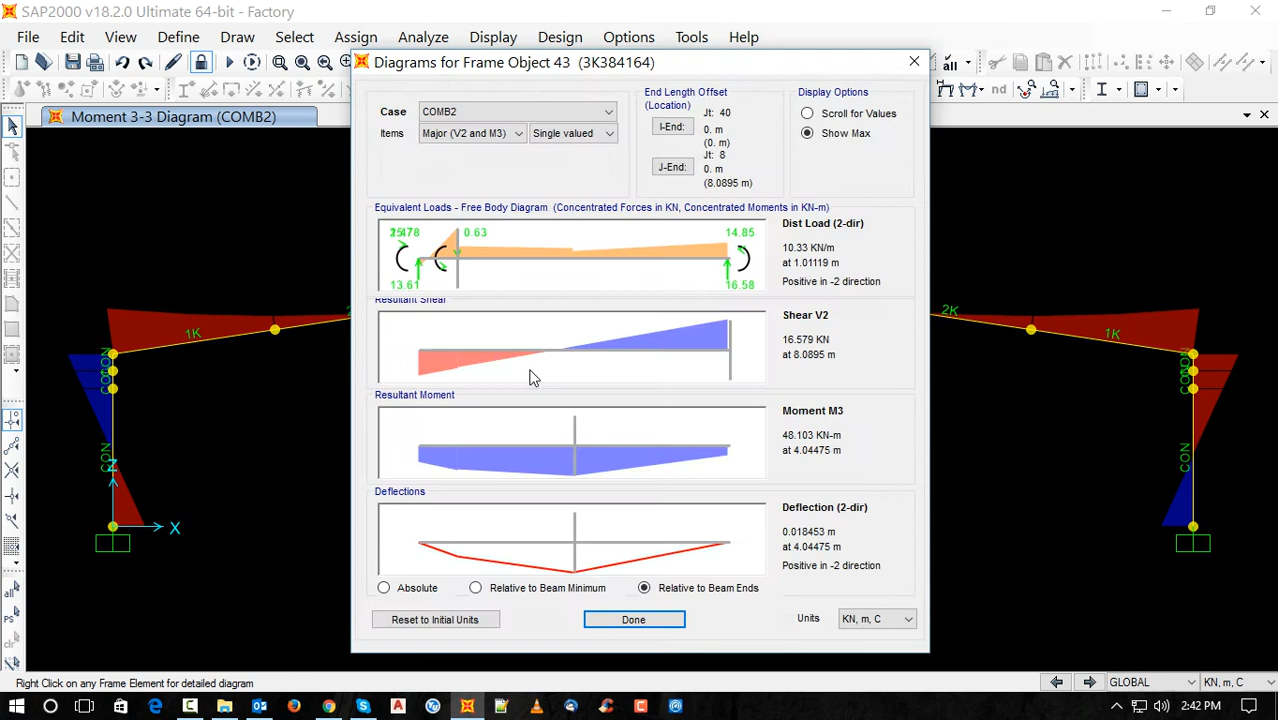 SAP2000 v18.2.0 Ultimate 64-bit - Factory
File Edit View Define Draw Select Assign Analyze Display Design Options Tools Help
Diagrams for Frame Object 43 (3K384164)
all
nd
Moment 3-3 Diagram (COMB2)
Case COMB2
Items Major (V2 and M3) Single valued
End Length Offset
(Location)
I-End:
Jt: 40
0. m
(0. m)
J-End:
Jt: 8
0. m
(8.0895 m)
Display Options
Scroll for Values
Show Max
Equivalent Loads - Free Body Diagram (Concentrated Forces in KN, Concentrated Moments in KN-m)
0.63
14.85
13.61
16.58
Dist Load (2-dir)
10.33 KN/m
at 1.01119 m
Positive in -2 direction
Resultant Shear
Shear V2
16.579 KN
at 8.0895 m
Resultant Moment
Moment M3
48.103 KN-m
at 4.04475 m
Deflections
Deflection (2-dir)
0.018453 m
at 4.04475 m
Positive in -2 direction
Absolute Relative to Beam Minimum Relative to Beam Ends
Reset to Initial Units
Done
Units KN, m, C
1K
CON
Z
X
2K
1K
CON
all
PS
clr
Right Click on any Frame Element for detailed diagram
GLOBAL
KN, m, C
2:42 PM